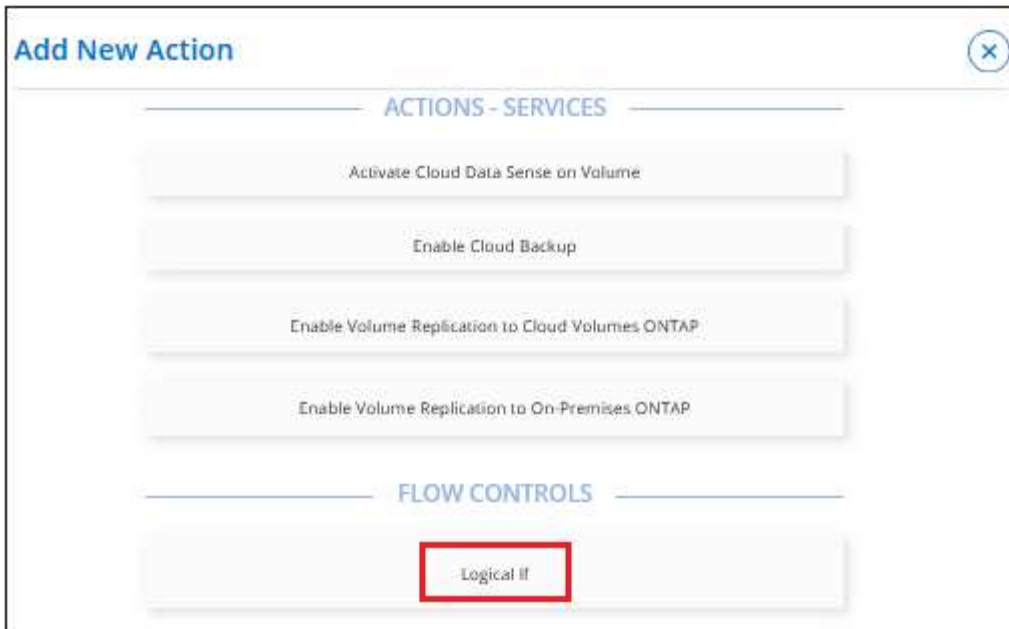 Add New Action
ACTIONS - SERVICES
Activate Cloud Data Sense on Volume
Enable Cloud Backup
Enable Volume Replication to Cloud Volumes ONTAP
Enable Volume Replication to On-Premises ONTAP
FLOW CONTROLS
Logical If